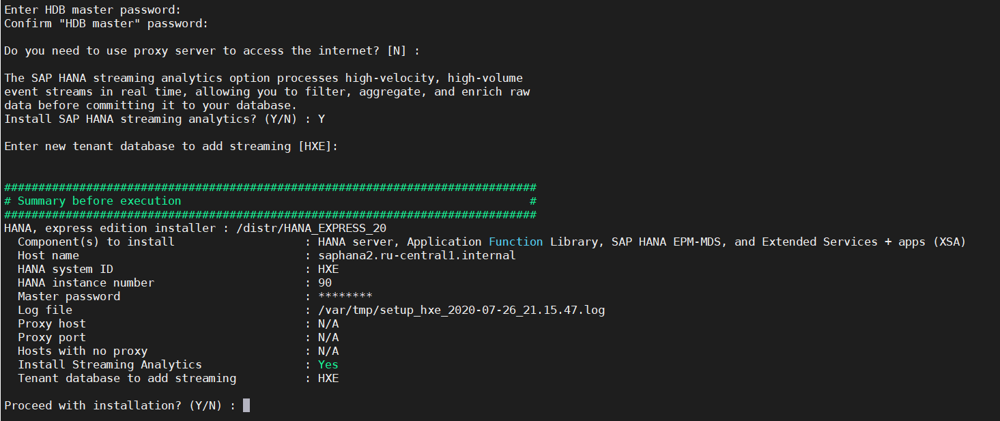 Enter HDB master password:
Confirm "HDB master" password:
Do you need to use proxy server to access the internet? [N] :
The SAP HANA streaming analytics option processes high-velocity, high-volume
event streams in real time, allowing you to filter, aggregate, and enrich raw
data before committing it to your database.
Install SAP HANA streaming analytics? (Y/N) : Y
Enter new tenant database to add streaming [HXE]:
##############################################################################
# Summary before execution                                                   #
##############################################################################
HANA, express edition installer : /distr/HANA_EXPRESS_20
  Component(s) to install                   : HANA server, Application Function Library, SAP HANA EPM-MDS, and Extended Services + apps (XSA)
  Host name                                 : saphana2.ru-central1.internal
  HANA system ID                            : HXE
  HANA instance number                      : 90
  Master password                           : ********
  Log file                                  : /var/tmp/setup_hxe_2020-07-26_21.15.47.log
  Proxy host                                : N/A
  Proxy port                                : N/A
  Hosts with no proxy                       : N/A
  Install Streaming Analytics               : Yes
  Tenant database to add streaming          : HXE
Proceed with installation? (Y/N) :